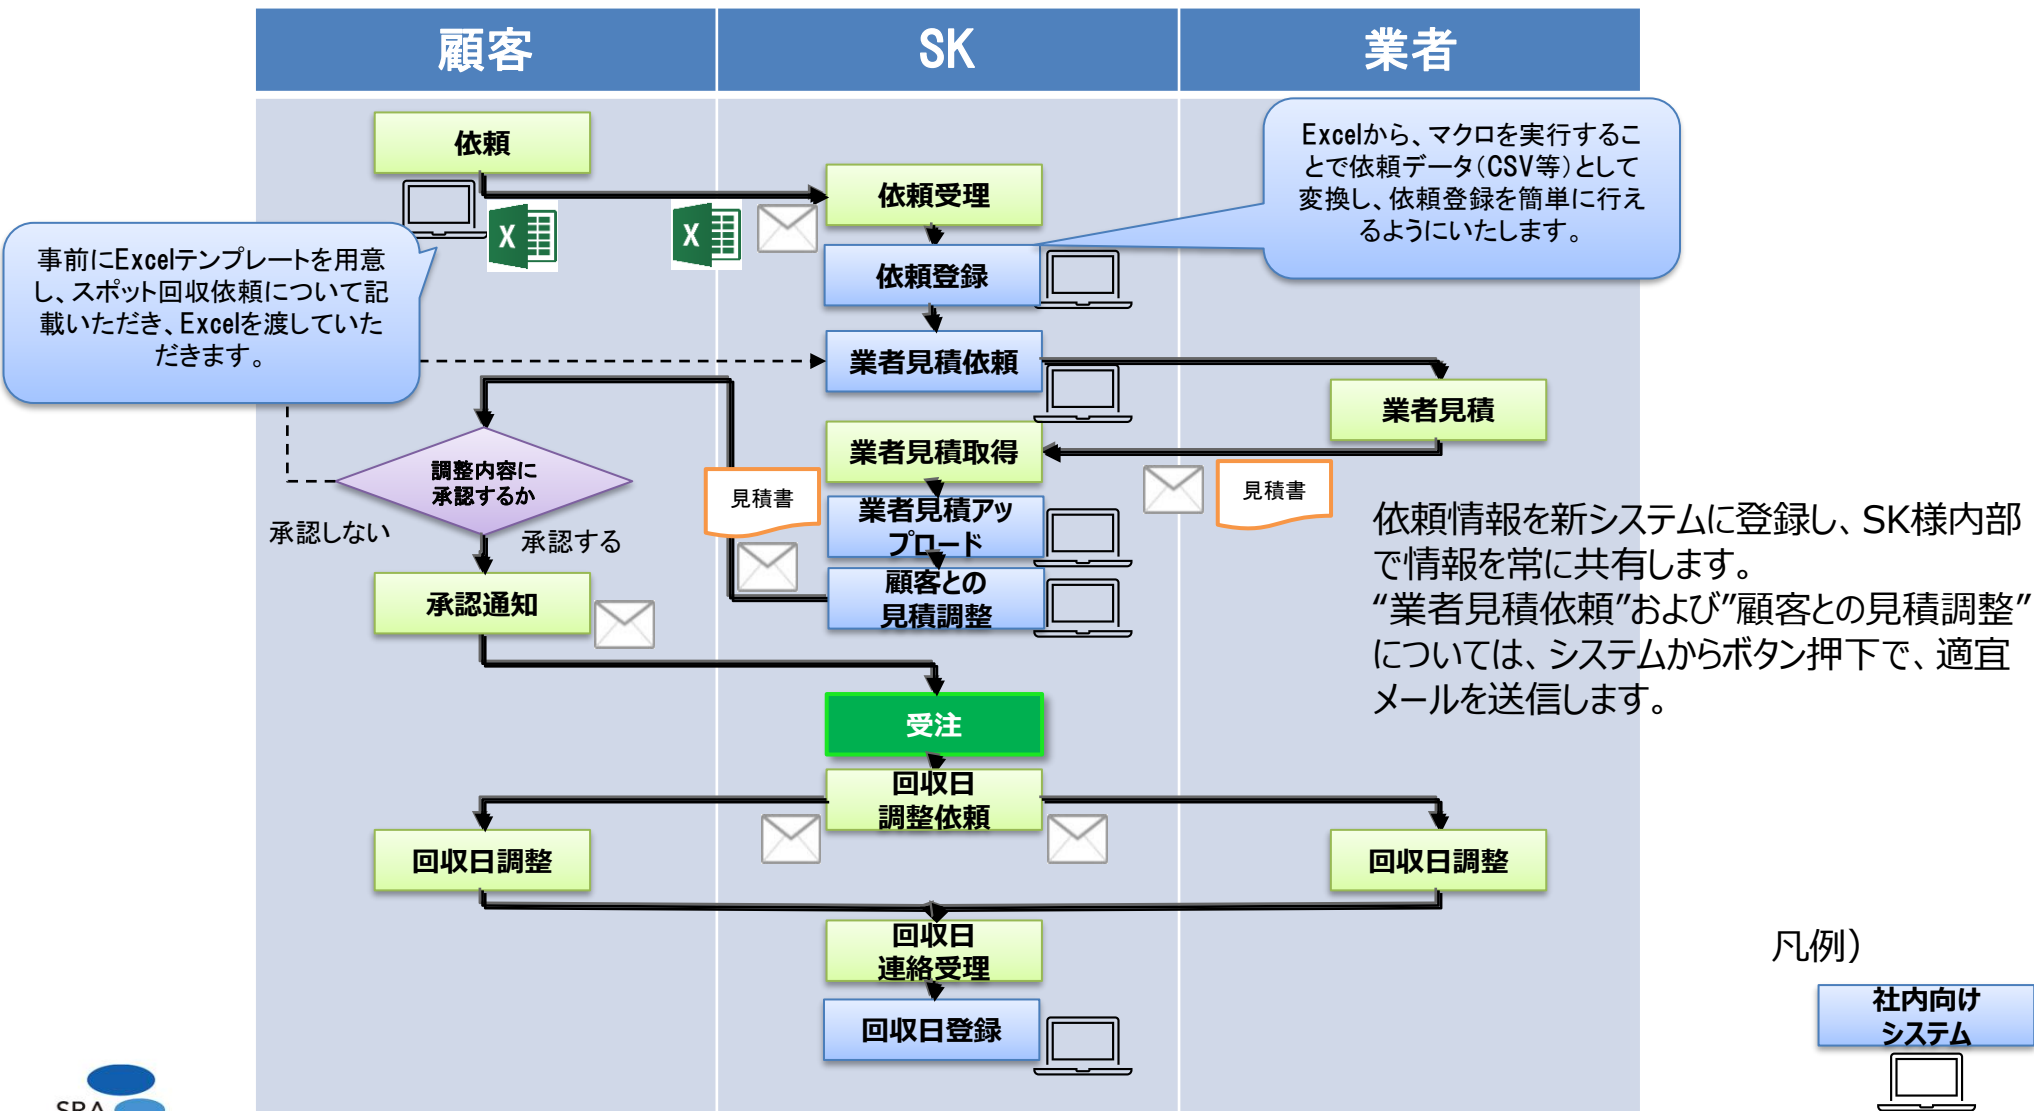 顧客
SK
業者
依頼
依頼受理
Excelから、マクロを実行するこ
とで依頼データ（CSV等）として
変換し、依頼登録を簡単に行え
るようにいたします。
事前にExcelテンプレートを用意
し、スポット回収依頼について記
載いただき、Excelを渡していた
だきます。
X
X
依頼登録
業者見積依頼
業者見積
業者見積取得
調整内容に
承認するか
見積書
見積書
業者見積アッ
プロード
承認しない
承認する
顧客との
見積調整
承認通知
依頼情報を新システムに登録し、SK様内部
で情報を常に共有します。
“業者見積依頼”および”顧客との見積調整”
については、システムからボタン押下で、適宜
メールを送信します。
受注
回収日
調整依頼
回収日調整
回収日調整
回収日
連絡受理
回収日登録
凡例）
社内向け
システム
SRA